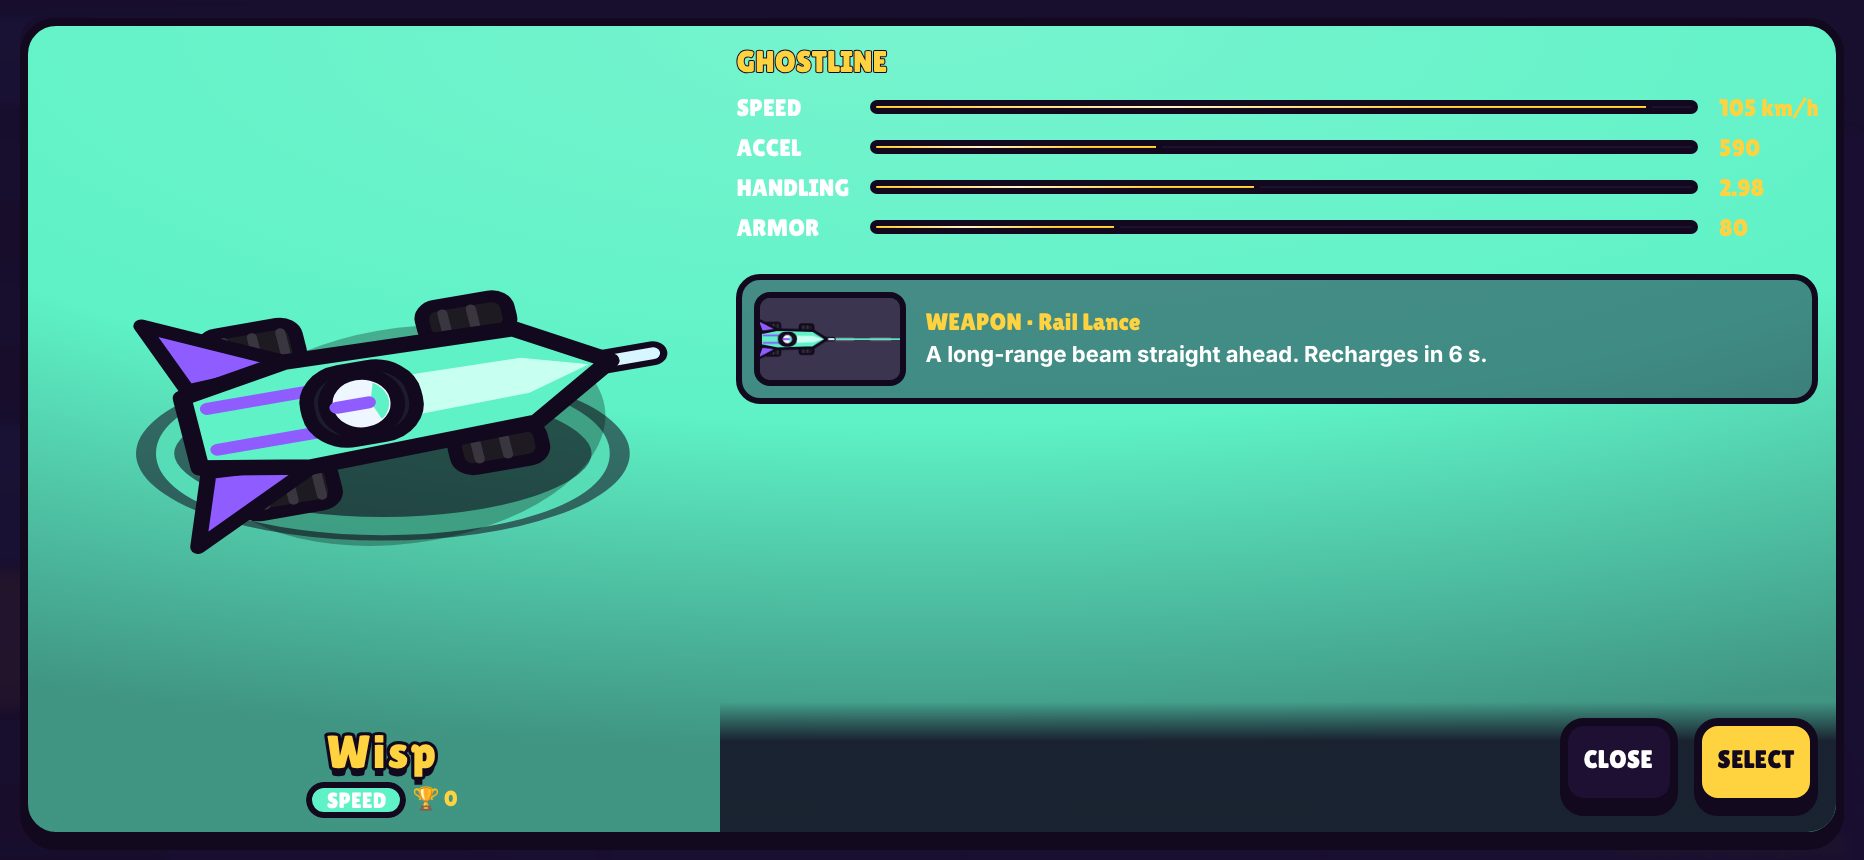 GHOSTLINE
SPEED 105 km/h
ACCEL 590
HANDLING 2.98
ARMOR 80
WEAPON · Rail Lance
A long-range beam straight ahead. Recharges in 6 s.
Wisp
SPEED 🏆 0
CLOSE SELECT